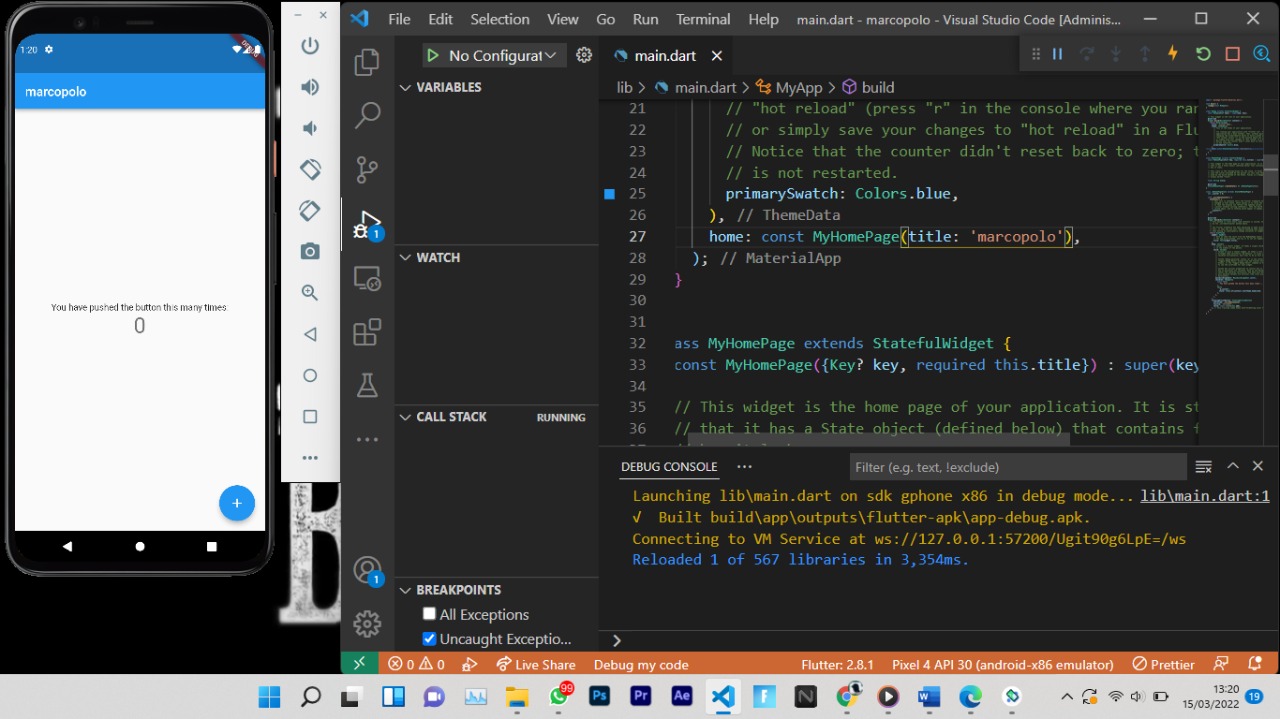 1:20
DEBUG
marcopolo
You have pushed the button this many times
0
File Edit Selection View Go Run Terminal Help main.dart - marcopolo - Visual Studio Code [Adminis...
No Configurat
main.dart
lib > main.dart > MyApp > build
VARIABLES
WATCH
CALL STACK RUNNING
BREAKPOINTS
All Exceptions
Uncaught Exceptio...
1
1
21 // "hot reload" (press "r" in the console where you ran
22 // or simply save your changes to "hot reload" in a Flu
23 // Notice that the counter didn't reset back to zero; t
24 // is not restarted.
25 primarySwatch: Colors.blue,
26 ), // ThemeData
27 home: const MyHomePage(title: 'marcopolo'),
28 ); // MaterialApp
29 }
30
31
32 ass MyHomePage extends StatefulWidget {
33 const MyHomePage({Key? key, required this.title}) : super(key
34
35 // This widget is the home page of your application. It is st
36 // that it has a State object (defined below) that contains f
DEBUG CONSOLE
Filter (e.g. text, !exclude)
Launching lib\main.dart on sdk gphone x86 in debug mode... lib\main.dart:1
√ Built build\app\outputs\flutter-apk\app-debug.apk.
Connecting to VM Service at ws://127.0.0.1:57200/Ugit90g6LpE=/ws
Reloaded 1 of 567 libraries in 3,354ms.
0 0 Live Share Debug my code Flutter: 2.8.1 Pixel 4 API 30 (android-x86 emulator) Prettier
99
Ps Pr Ae F N W
13:20
15/03/2022
19